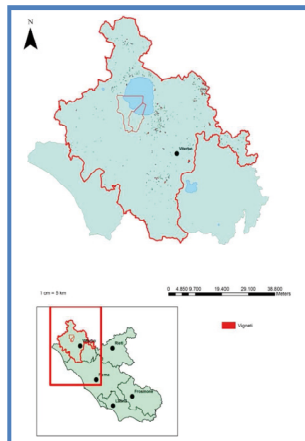 N
Viterbo
1 cm = 5 km
0 4.850 9.700 19.400 29.100 38.800
Meters
Vigneti
Rieti
Viterbo
Roma
Frosinone
Latina